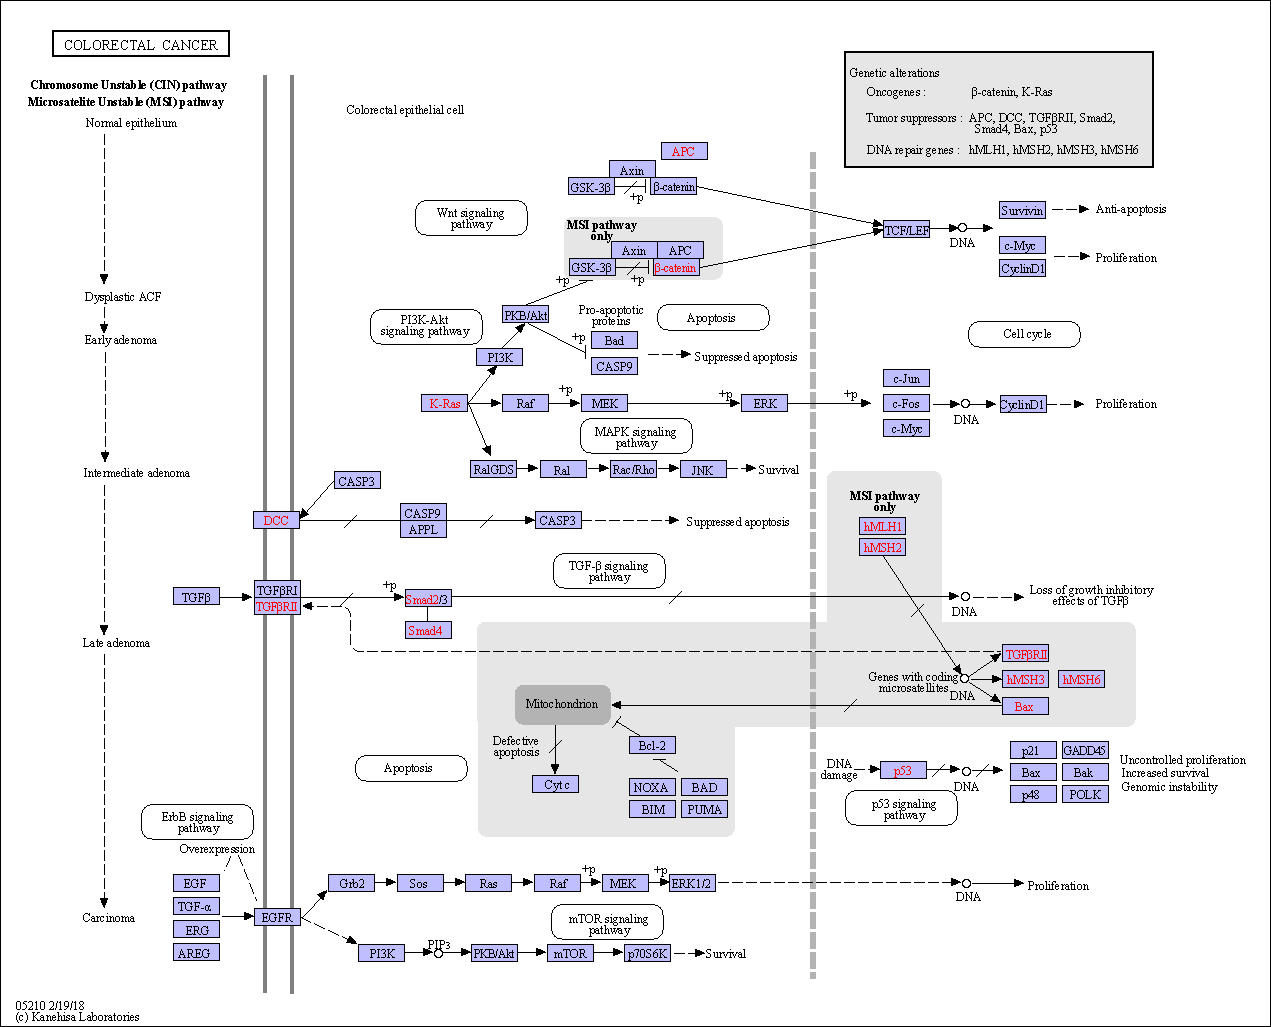 COLORECTAL CANCER
Chromosome Unstable (CIN) pathway
Microsatelite Unstable (MSI) pathway
Normal epithelium
Dysplastic ACF
Early adenoma
Intermediate adenoma
Late adenoma
Carcinoma
Colorectal epithelial cell
Genetic alterations
Oncogenes : β-catenin, K-Ras
Tumor suppressors : APC, DCC, TGFβRII, Smad2,
Smad4, Bax, p53
DNA repair genes : hMLH1, hMSH2, hMSH3, hMSH6
APC
Axin
GSK-3β
β-catenin
+p
Wnt signaling
pathway
MSI pathway
only
Axin
APC
GSK-3β
β-catenin
+p
+p
TCF/LEF
DNA
Survivin
Anti-apoptosis
c-Myc
CyclinD1
Proliferation
PI3K-Akt
signaling pathway
PKB/Akt
PI3K
Pro-apoptotic
proteins
+p
Bad
CASP9
Apoptosis
Suppressed apoptosis
Cell cycle
K-Ras
Raf
+p
MEK
+p
ERK
+p
c-Jun
c-Fos
c-Myc
DNA
CyclinD1
Proliferation
MAPK signaling
pathway
RalGDS
Ral
Rac/Rho
JNK
Survival
CASP3
DCC
CASP9
APPL
CASP3
Suppressed apoptosis
MSI pathway
only
hMLH1
hMSH2
TGF-β signaling
pathway
TGFβ
TGFβRI
TGFβRII
+p
Smad2/3
Smad4
DNA
Loss of growth inhibitory
effects of TGFβ
Genes with coding
microsatellites
DNA
TGFβRII
hMSH3
hMSH6
Bax
Mitochondrion
Defective
apoptosis
Bcl-2
Cytc
NOXA
BAD
BIM
PUMA
Apoptosis
DNA
damage
p53
DNA
p21
GADD45
Bax
Bak
p48
POLK
Uncontrolled proliferation
Increased survival
Genomic instability
p53 signaling
pathway
ErbB signaling
pathway
Overexpression
EGF
TGF-α
ERG
AREG
EGFR
Grb2
Sos
Ras
Raf
+p
MEK
+p
ERK1/2
DNA
Proliferation
mTOR signaling
pathway
PI3K
PIP3
PKB/Akt
mTOR
p70S6K
Survival
05210 2/19/18
(c) Kanehisa Laboratories